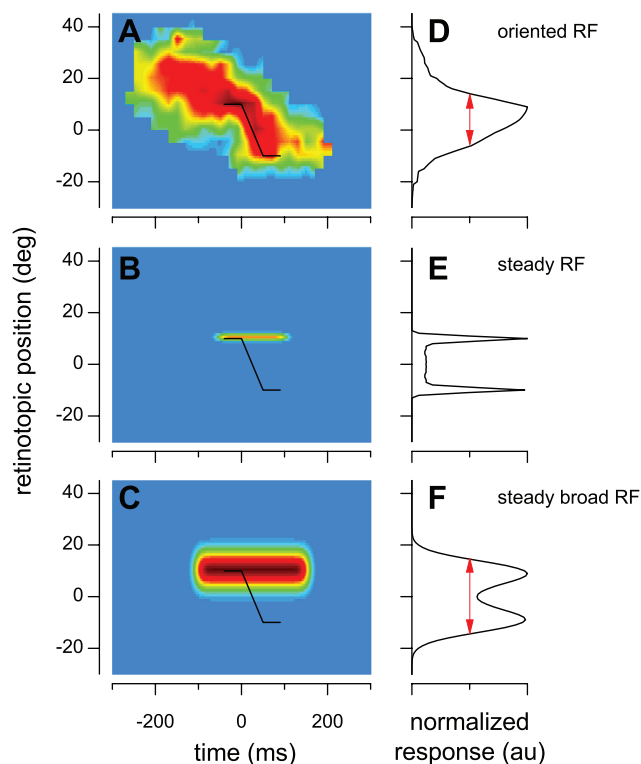 A
D
oriented RF
40
20
0
-20
B
E
steady RF
40
20
0
-20
retinotopic position (deg)
C
F
steady broad RF
40
20
0
-20
-200
0
200
time (ms)
normalized
response (au)